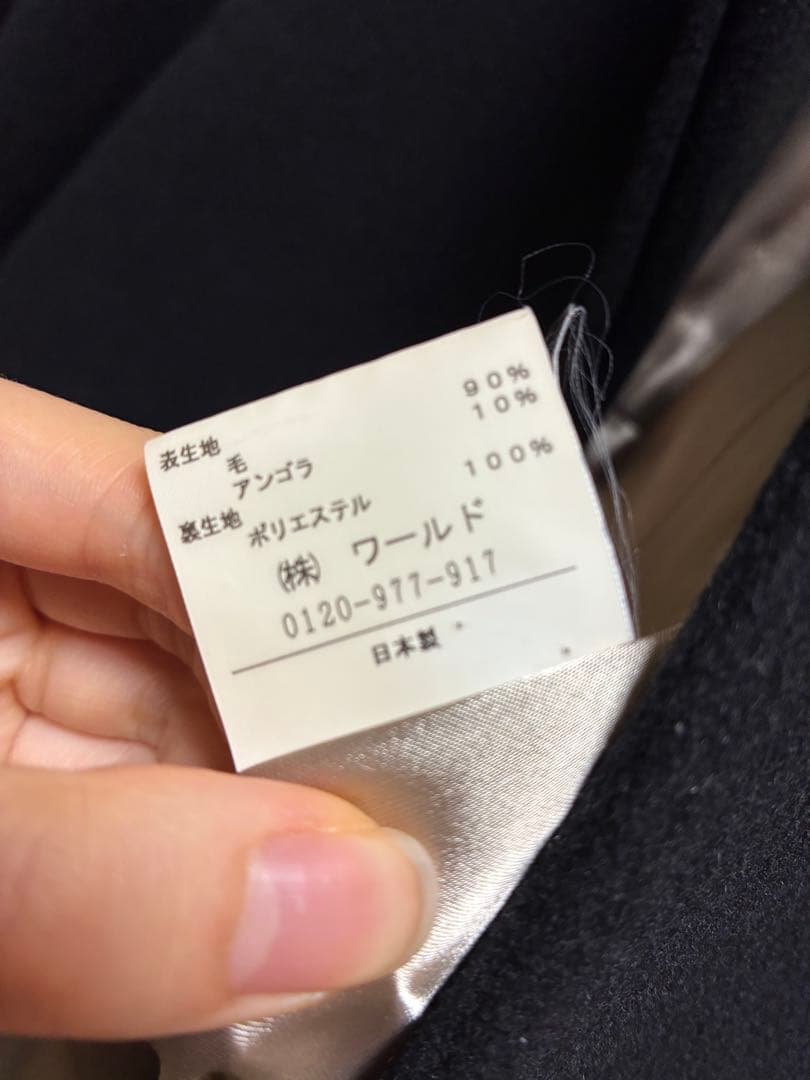 表生地
毛 90%
アンゴラ 10%
裏生地
ポリエステル 100%
㈱ ワールド
0120-977-917
日本製